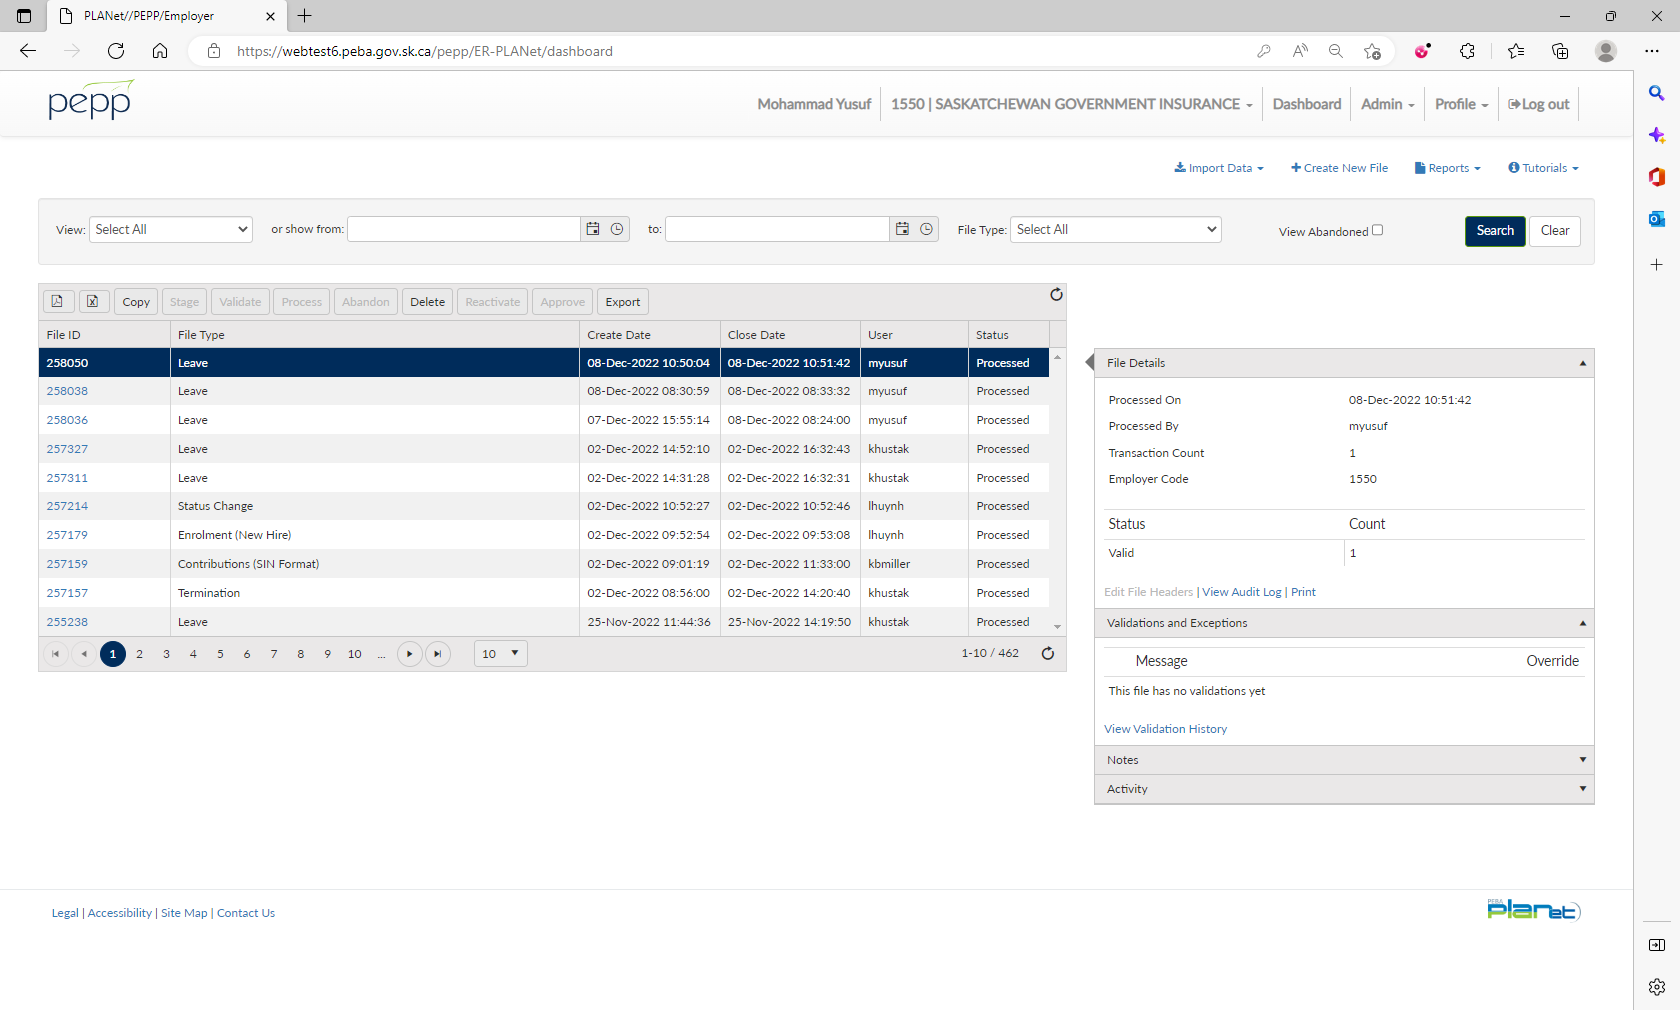 PLANet//PEPP/Employer
https://webtest6.peba.gov.sk.ca/pepp/ER-PLANet/dashboard
pepp
Mohammad Yusuf 1550 | SASKATCHEWAN GOVERNMENT INSURANCE Dashboard Admin Profile Log out
Import Data Create New File Reports Tutorials
View: Select All or show from: to: File Type: Select All View Abandoned Search Clear
Copy Stage Validate Process Abandon Delete Reactivate Approve Export
File ID File Type Create Date Close Date User Status
258050 Leave 08-Dec-2022 10:50:04 08-Dec-2022 10:51:42 myusuf Processed
258038 Leave 08-Dec-2022 08:30:59 08-Dec-2022 08:33:32 myusuf Processed
258036 Leave 07-Dec-2022 15:55:14 08-Dec-2022 08:24:00 myusuf Processed
257327 Leave 02-Dec-2022 14:52:10 02-Dec-2022 16:32:43 khustak Processed
257311 Leave 02-Dec-2022 14:31:28 02-Dec-2022 16:32:31 khustak Processed
257214 Status Change 02-Dec-2022 10:52:27 02-Dec-2022 10:52:46 lhuynh Processed
257179 Enrolment (New Hire) 02-Dec-2022 09:52:54 02-Dec-2022 09:53:08 lhuynh Processed
257159 Contributions (SIN Format) 02-Dec-2022 09:01:19 02-Dec-2022 11:33:00 kbmiller Processed
257157 Termination 02-Dec-2022 08:56:00 02-Dec-2022 14:20:40 khustak Processed
255238 Leave 25-Nov-2022 11:44:36 25-Nov-2022 14:19:50 khustak Processed
1 2 3 4 5 6 7 8 9 10 ... 10 1-10 / 462
File Details
Processed On 08-Dec-2022 10:51:42
Processed By myusuf
Transaction Count 1
Employer Code 1550
Status Count
Valid 1
Edit File Headers | View Audit Log | Print
Validations and Exceptions
Message Override
This file has no validations yet
View Validation History
Notes
Activity
Legal | Accessibility | Site Map | Contact Us
PEBA
planet